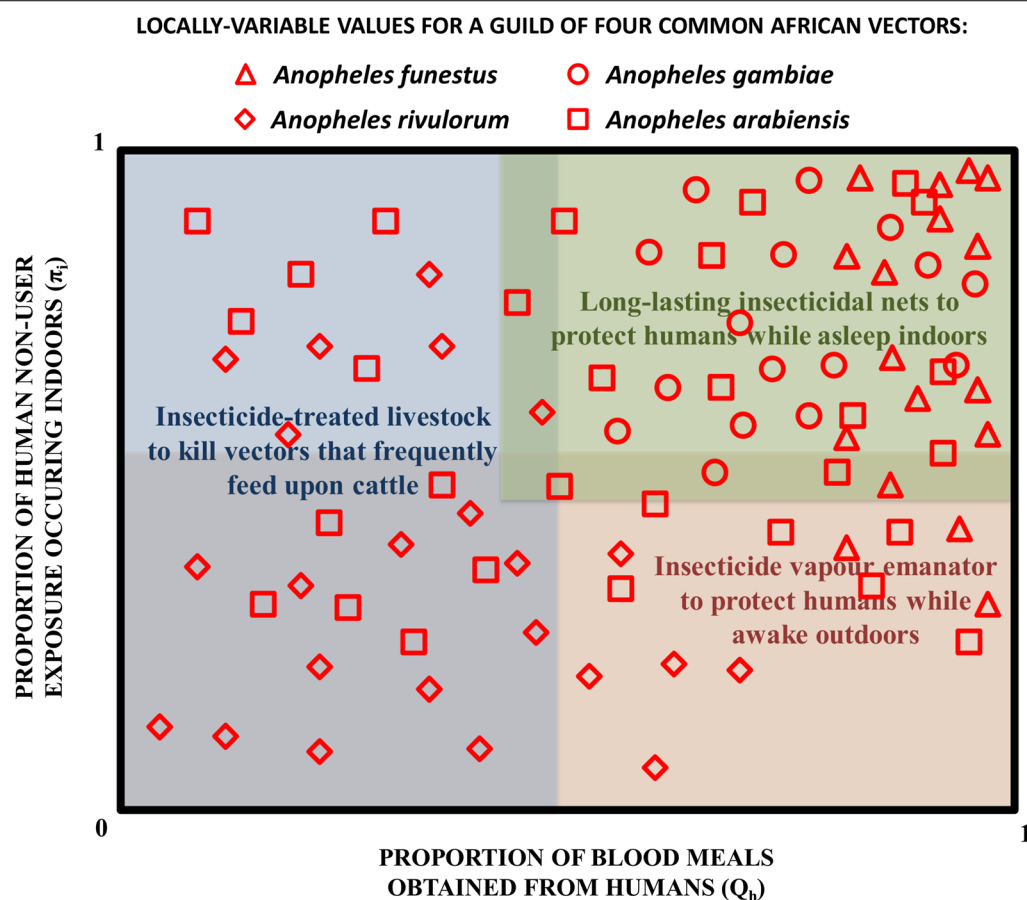 LOCALLY-VARIABLE VALUES FOR A GUILD OF FOUR COMMON AFRICAN VECTORS:
Anopheles funestus
Anopheles gambiae
Anopheles rivulorum
Anopheles arabiensis
1
PROPORTION OF HUMAN NON-USER
EXPOSURE OCCURING INDOORS (πi)
Long-lasting insecticidal nets to
protect humans while asleep indoors
Insecticide-treated livestock
to kill vectors that frequently
feed upon cattle
Insecticide vapour emanator
to protect humans while
awake outdoors
0
1
PROPORTION OF BLOOD MEALS
OBTAINED FROM HUMANS (Qh)